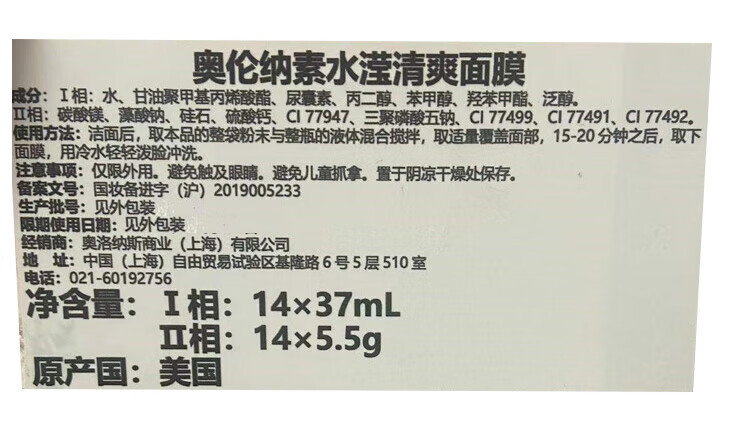 奥伦纳素水滢清爽面膜
成分：Ⅰ相：水、甘油聚甲基丙烯酸酯、尿囊素、丙二醇、苯甲醇、羟苯甲酯、泛醇。
Ⅱ相：碳酸镁、藻酸钠、硅石、硫酸钙、CI 77947、三聚磷酸五钠、CI 77499、CI 77491、CI 77492。
使用方法：洁面后，取本品的整袋粉末与整瓶的液体混合搅拌，取适量覆盖面部，15-20 分钟之后，取下
面膜，用冷水轻轻泼脸冲洗。
注意事项：仅限外用。避免触及眼睛。避免儿童抓拿。置于阴凉干燥处保存。
备案文号：国妆备进字（沪）2019005233
生产批号：见外包装
限期使用日期：见外包装
经销商：奥洛纳斯商业（上海）有限公司
地 址：中国（上海）自由贸易试验区基隆路 6 号 5 层 510 室
电话：021-60192756
净含量：Ⅰ相：14×37mL
Ⅱ相：14×5.5g
原产国：美国